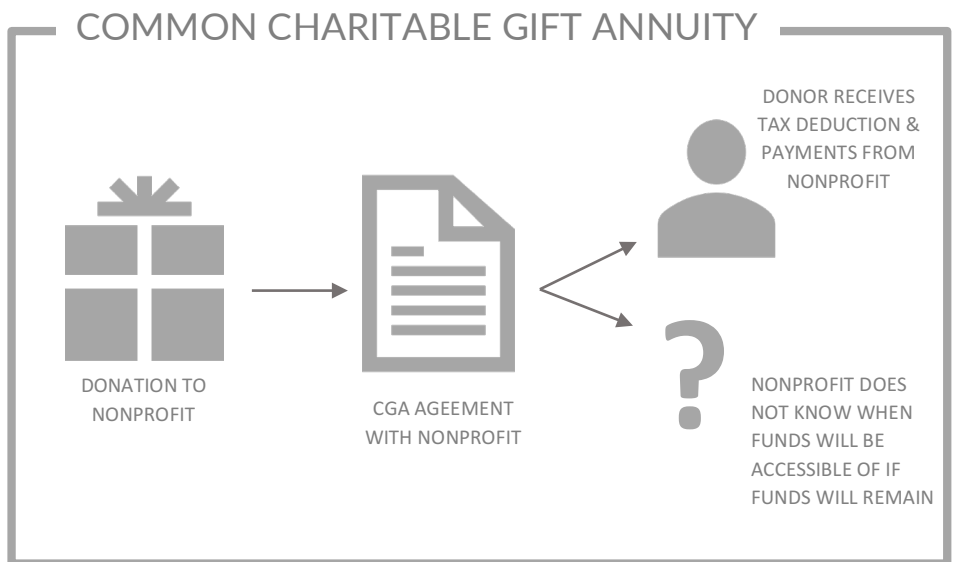 COMMON CHARITABLE GIFT ANNUITY
DONOR RECEIVES
TAX DEDUCTION &
PAYMENTS FROM
NONPROFIT
DONATION TO
NONPROFIT
CGA AGEEMENT
WITH NONPROFIT
?
NONPROFIT DOES
NOT KNOW WHEN
FUNDS WILL BE
ACCESSIBLE OF IF
FUNDS WILL REMAIN